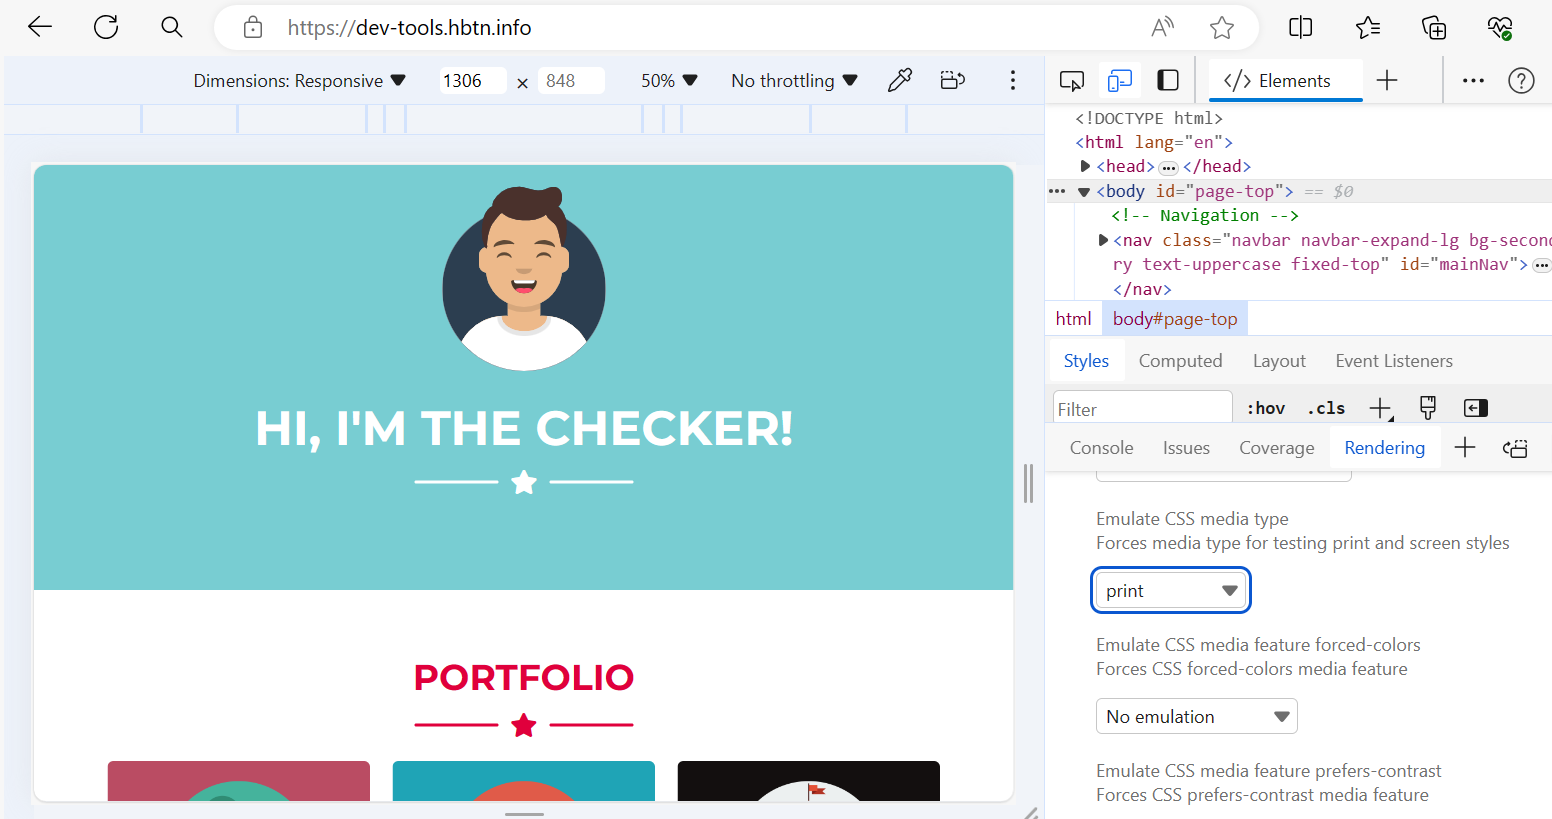 https://dev-tools.hbtn.info
Dimensions: Responsive 1306 x 848 50% No throttling
HI, I'M THE CHECKER!
PORTFOLIO
</> Elements
<!DOCTYPE html>
<html lang="en">
<head> ... </head>
... <body id="page-top"> == $0
<!-- Navigation -->
<nav class="navbar navbar-expand-lg bg-second
ry text-uppercase fixed-top" id="mainNav"> ...
</nav>
html body#page-top
Styles Computed Layout Event Listeners
Filter :hov .cls
Console Issues Coverage Rendering
Emulate CSS media type
Forces media type for testing print and screen styles
print
Emulate CSS media feature forced-colors
Forces CSS forced-colors media feature
No emulation
Emulate CSS media feature prefers-contrast
Forces CSS prefers-contrast media feature